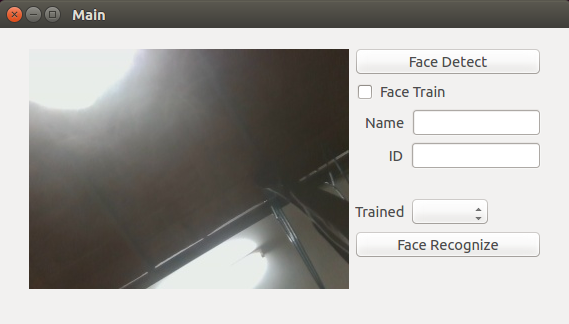 Main
Face Detect
Face Train
Name
ID
Trained
Face Recognize